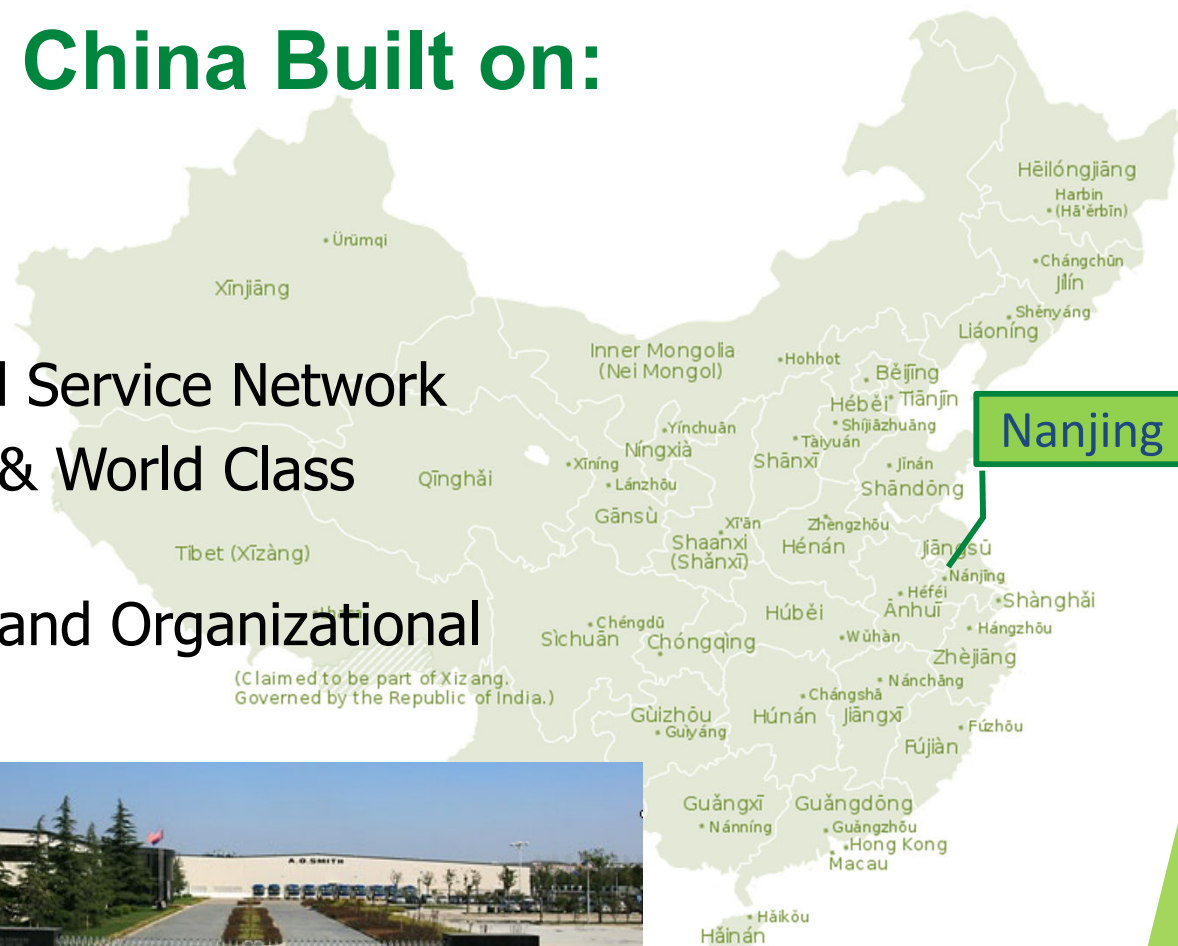 China Built on:
Hēilóngjiāng
Harbin
(Hā'ěrbīn)
Ürümqi
Chángchūn
Jílín
Xīnjiāng
Shěnyáng
Liáoníng
Inner Mongolia
(Nei Mongol)
Hohhot
Běijīng
Service Network
Héběi
Tiānjīn
Nanjing
Shíjiāzhuāng
Yínchuān
Níngxià
Tàiyuán
Shānxī
Jǐnán
& World Class
Qīnghǎi
Xīníng
Lánzhōu
Shāndōng
Gānsù
Xī'ān
Zhèngzhōu
Shaanxi
(Shǎnxī)
Hénán
Jiāngsū
Tibet (Xīzàng)
Nánjīng
Héféi
Ānhuī
Shànghǎi
and Organizational
Lhasa
Chéngdū
Sìchuān
Chóngqìng
Húběi
Wǔhàn
Hángzhōu
Zhèjiāng
(Claimed to be part of Xizang.
Governed by the Republic of India.)
Nánchāng
Chángshā
Gùizhōu
Guìyáng
Húnán
Jiāngxī
Fúzhōu
Fújiàn
Guǎngxī
Guǎngdōng
Nánníng
Guǎngzhōu
Hong Kong
Macau
A.O.SMITH
Hǎikǒu
Hǎinán